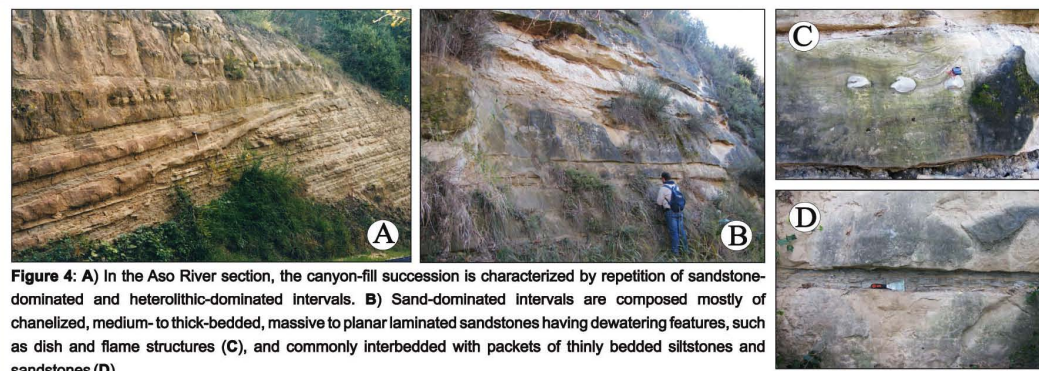 A
B
C
D
Figure 4: A) In the Aso River section, the canyon-fill succession is characterized by repetition of sandstone-
dominated and heterolithic-dominated intervals. B) Sand-dominated intervals are composed mostly of
chanelized, medium- to thick-bedded, massive to planar laminated sandstones having dewatering features, such
as dish and flame structures (C), and commonly interbedded with packets of thinly bedded siltstones and
sandstones (D).